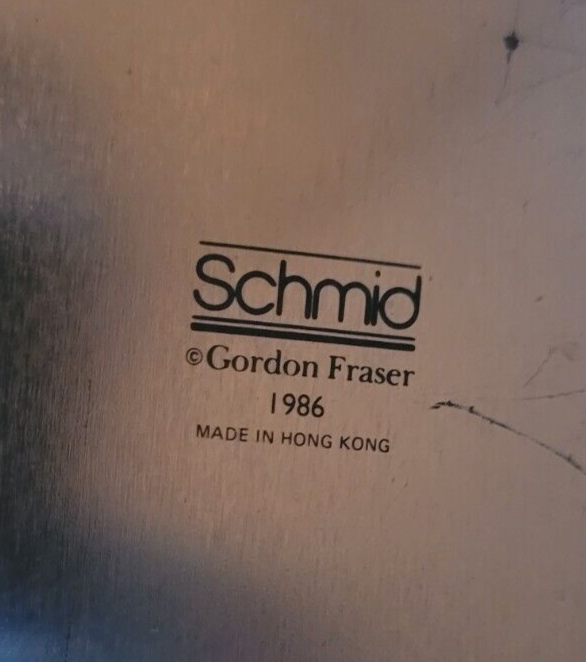 Schmid
©Gordon Fraser
1986
MADE IN HONG KONG